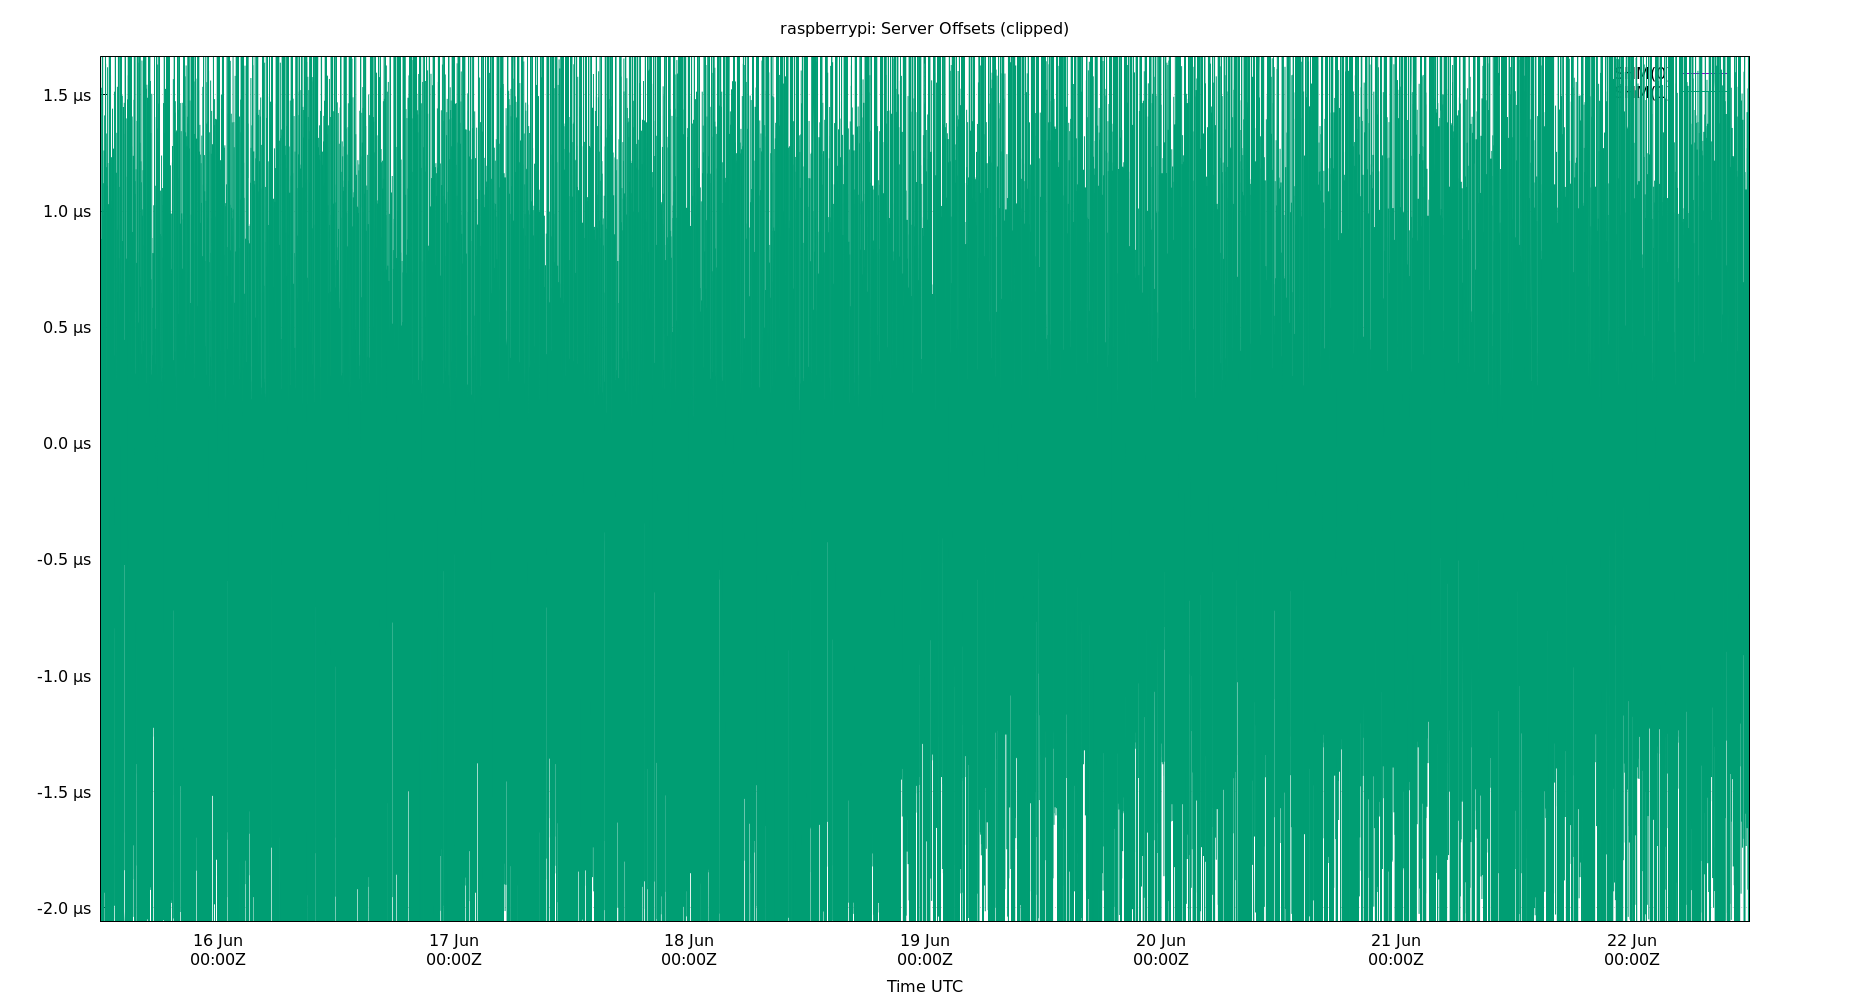 raspberrypi: Server Offsets (clipped)
1.5 µs
1.0 µs
0.5 µs
0.0 µs
-0.5 µs
-1.0 µs
-1.5 µs
-2.0 µs
16 Jun
00:00Z
17 Jun
00:00Z
18 Jun
00:00Z
19 Jun
00:00Z
20 Jun
00:00Z
21 Jun
00:00Z
22 Jun
00:00Z
Time UTC